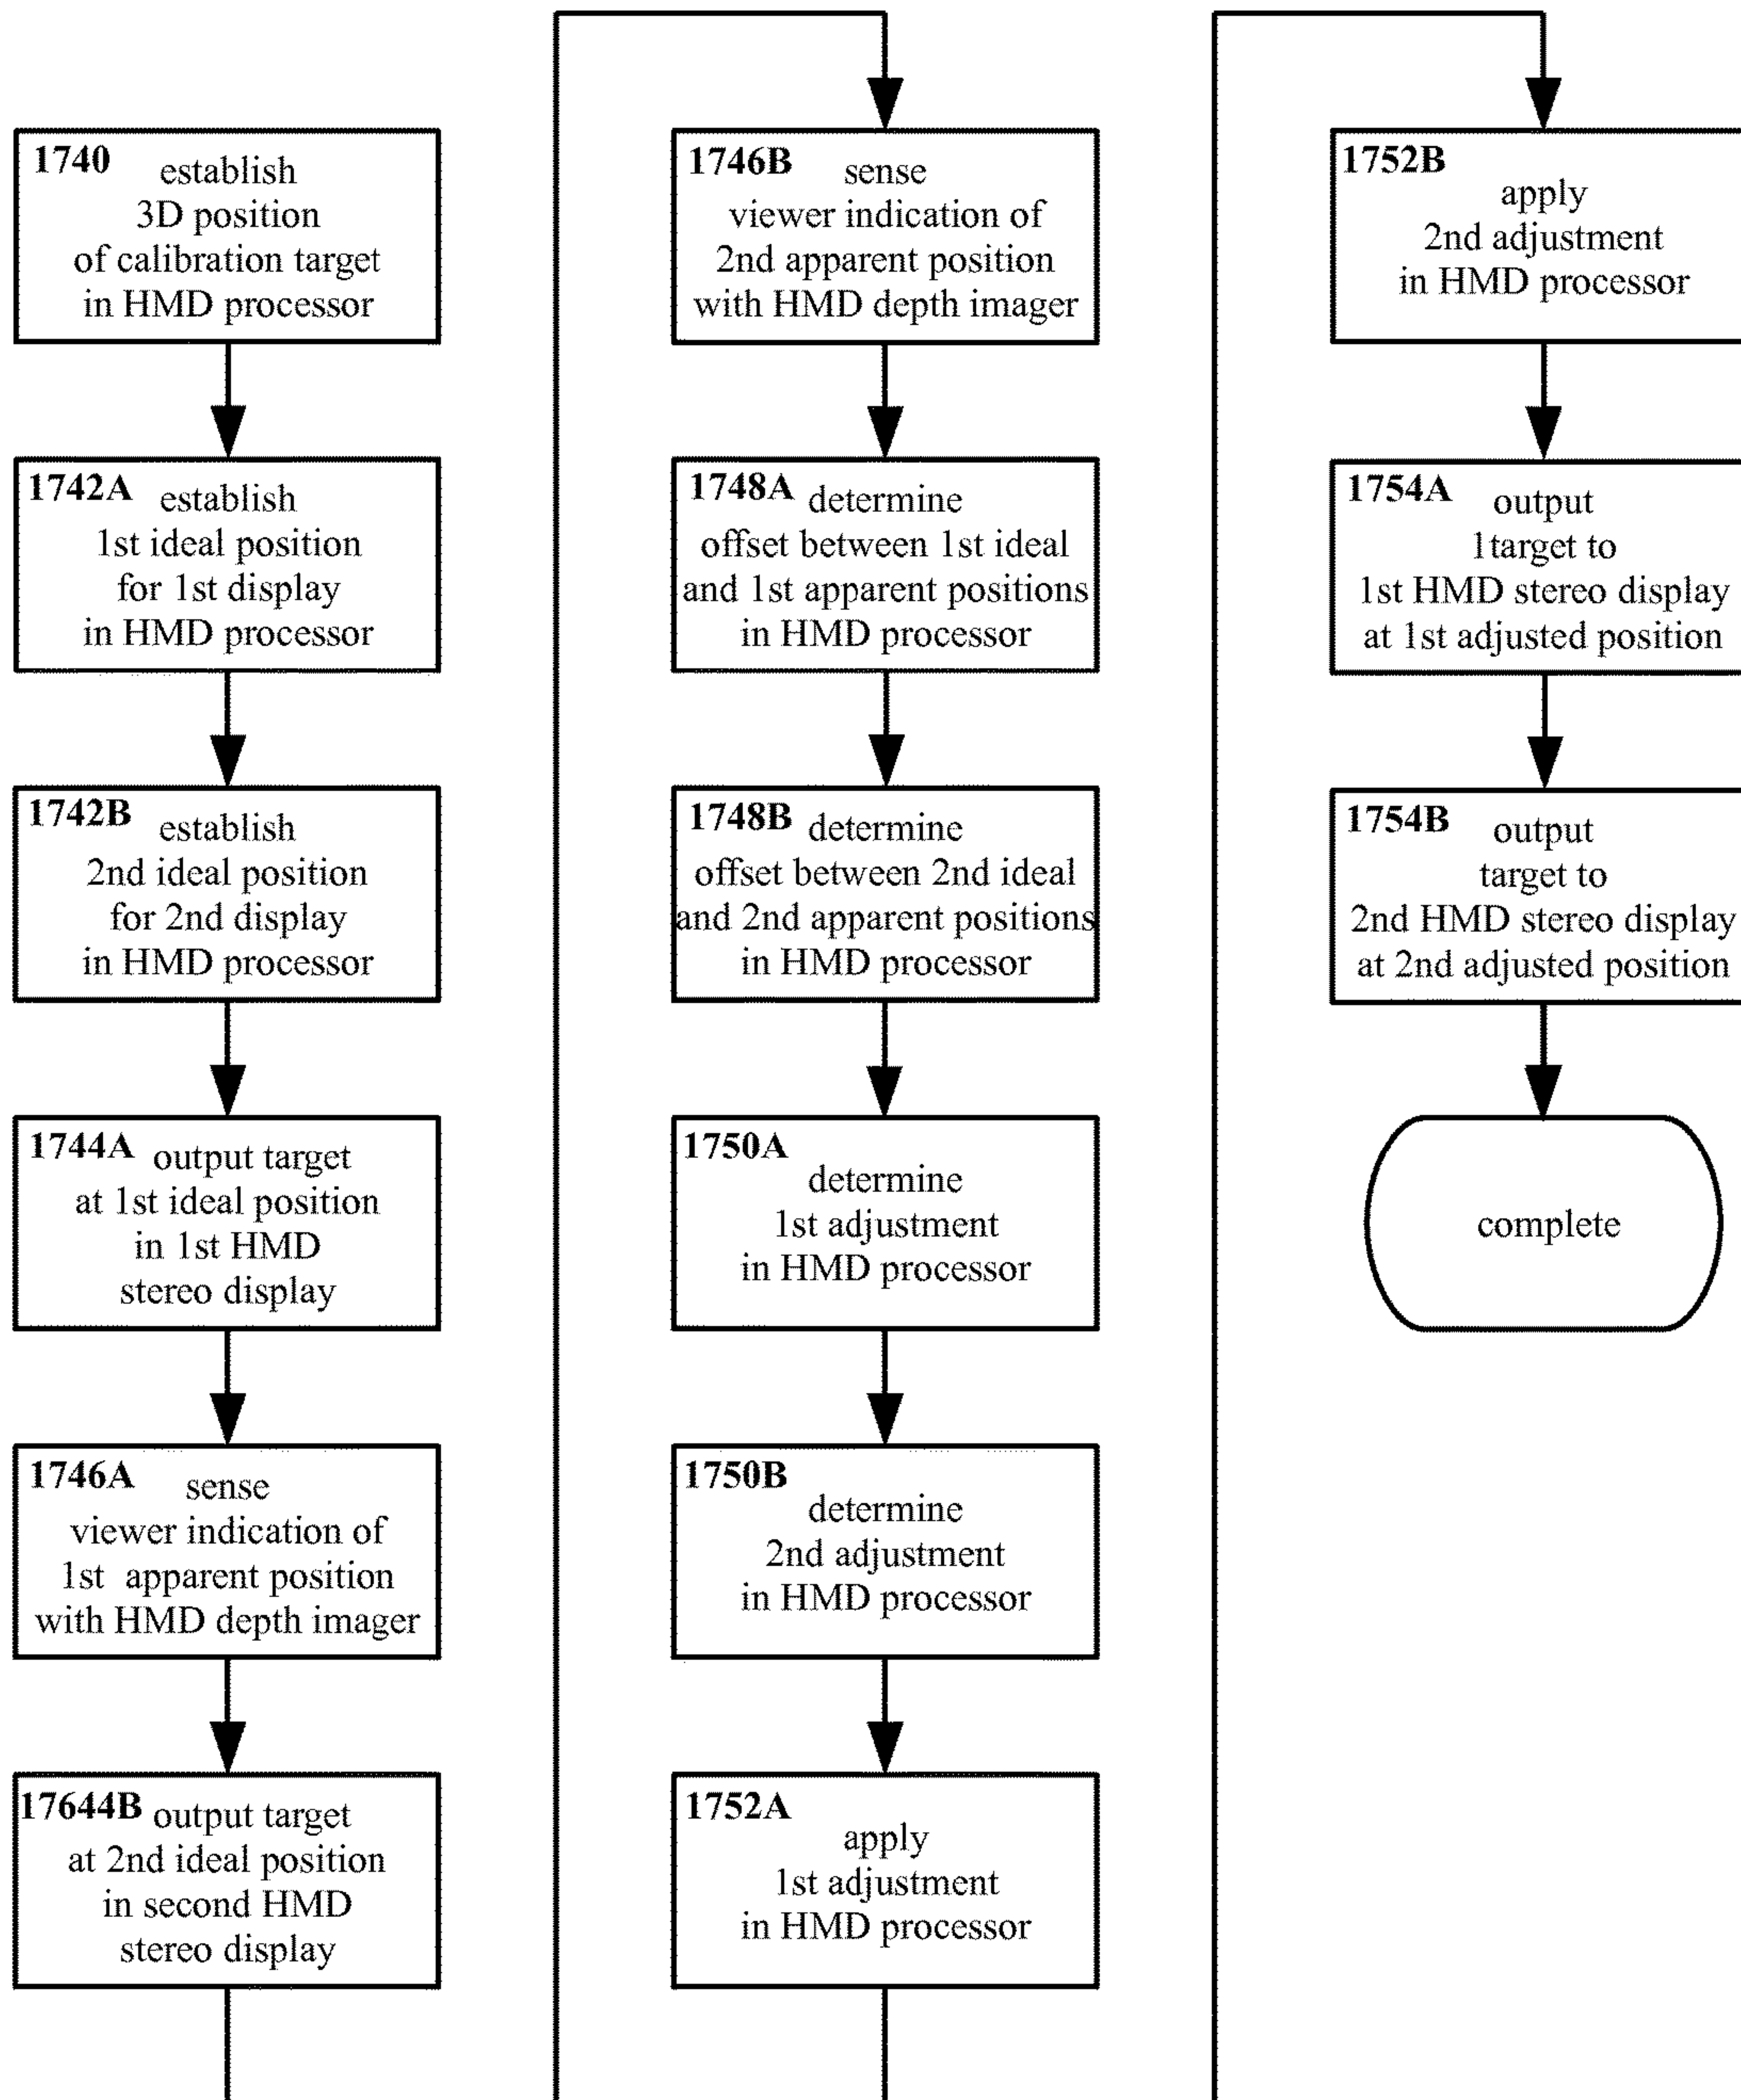 1740 establish
3D position
of calibration target
in HMD processor
1742A establish
1st ideal position
for 1st display
in HMD processor
1742B establish
2nd ideal position
for 2nd display
in HMD processor
1744A output target
at 1st ideal position
in 1st HMD
stereo display
1746A sense
viewer indication of
1st apparent position
with HMD depth imager
17644B output target
at 2nd ideal position
in second HMD
stereo display
1746B sense
viewer indication of
2nd apparent position
with HMD depth imager
1748A determine
offset between 1st ideal
and 1st apparent positions
in HMD processor
1748B determine
offset between 2nd ideal
and 2nd apparent positions
in HMD processor
1750A
determine
1st adjustment
in HMD processor
1750B
determine
2nd adjustment
in HMD processor
1752A
apply
1st adjustment
in HMD processor
1752B
apply
2nd adjustment
in HMD processor
1754A output
1target to
1st HMD stereo display
at 1st adjusted position
1754B output
target to
2nd HMD stereo display
at 2nd adjusted position
complete